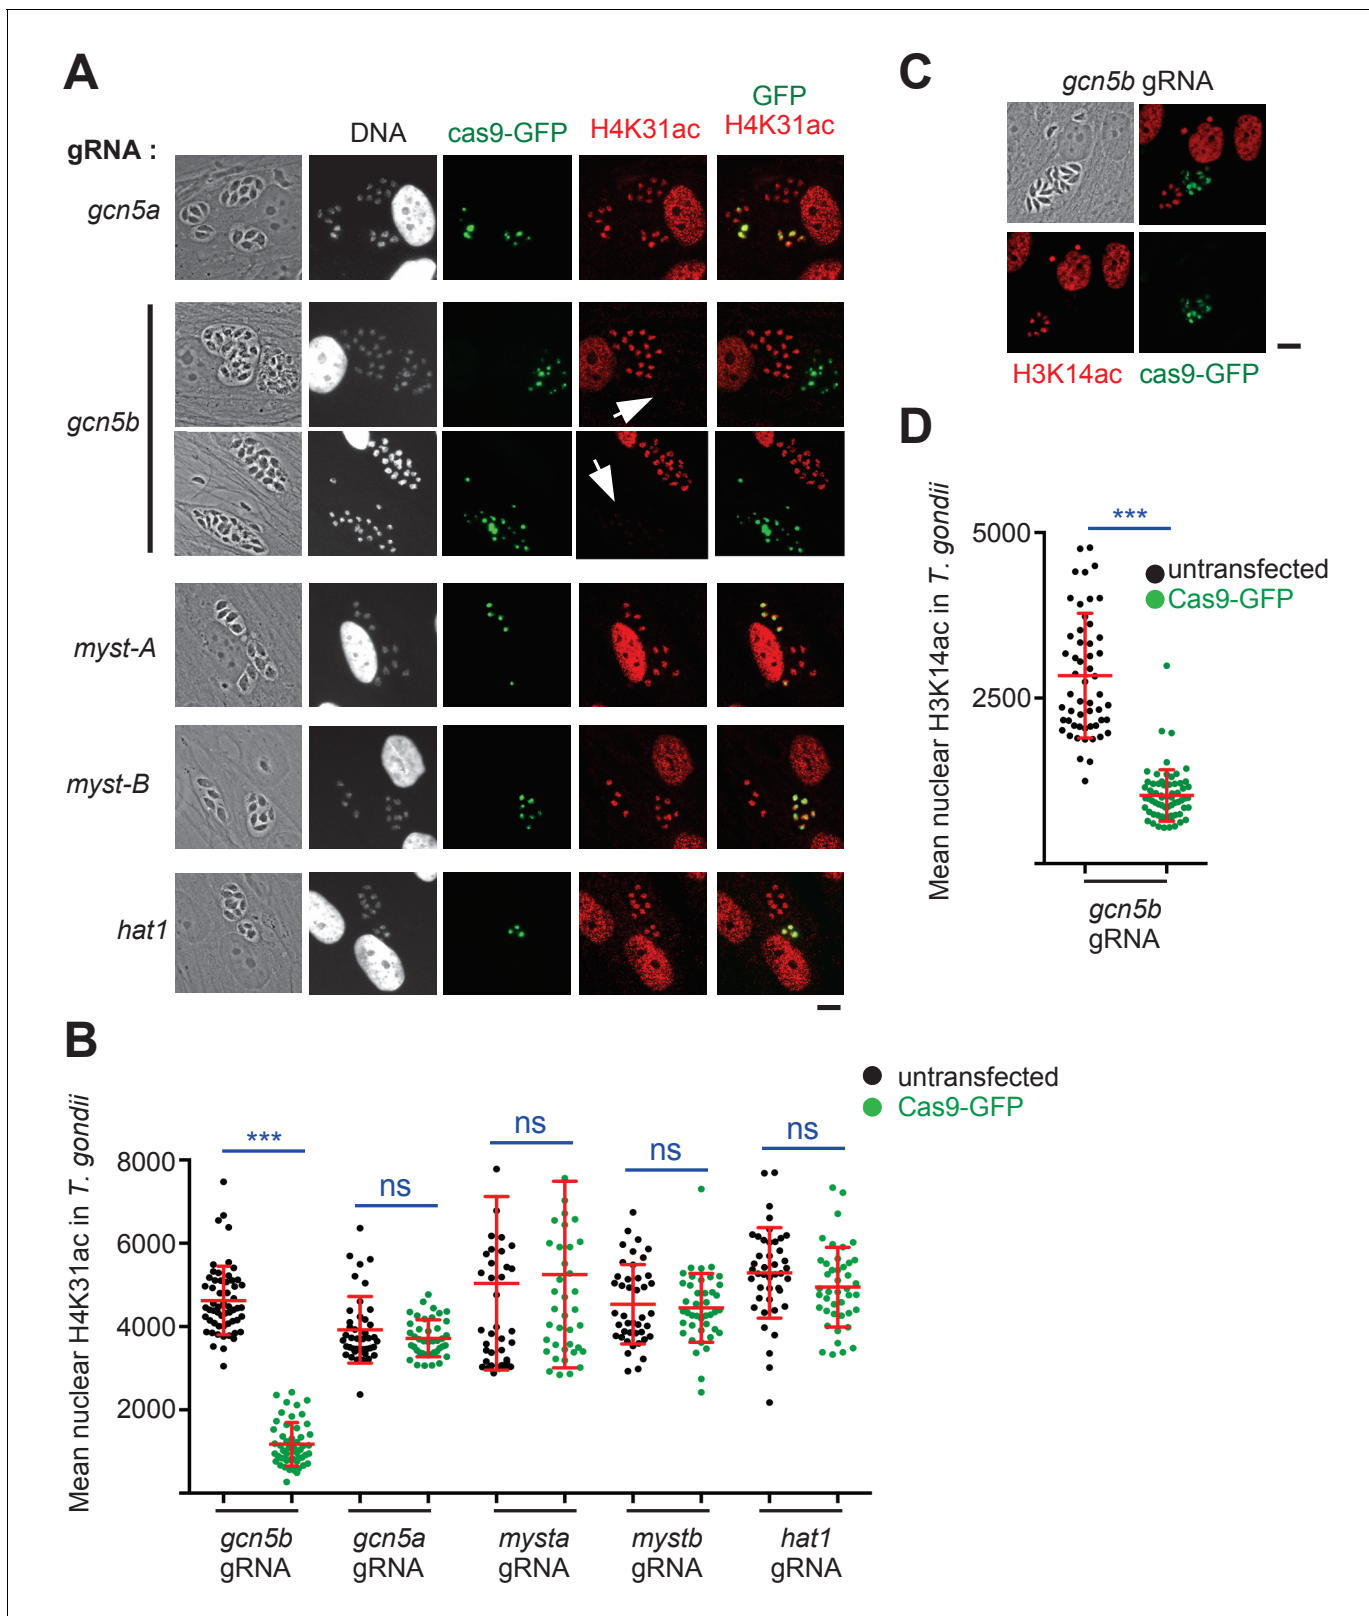 A
gRNA :
DNA
cas9-GFP
H4K31ac
GFP
H4K31ac
gcn5a
gcn5b
myst-A
myst-B
hat1
C
gcn5b gRNA
H3K14ac
cas9-GFP
D
Mean nuclear H3K14ac in T. gondii
5000
2500
***
untransfected
Cas9-GFP
gcn5b
gRNA
B
Mean nuclear H4K31ac in T. gondii
untransfected
Cas9-GFP
8000
6000
4000
2000
***
ns
ns
ns
ns
gcn5b
gRNA
gcn5a
gRNA
mysta
gRNA
mystb
gRNA
hat1
gRNA